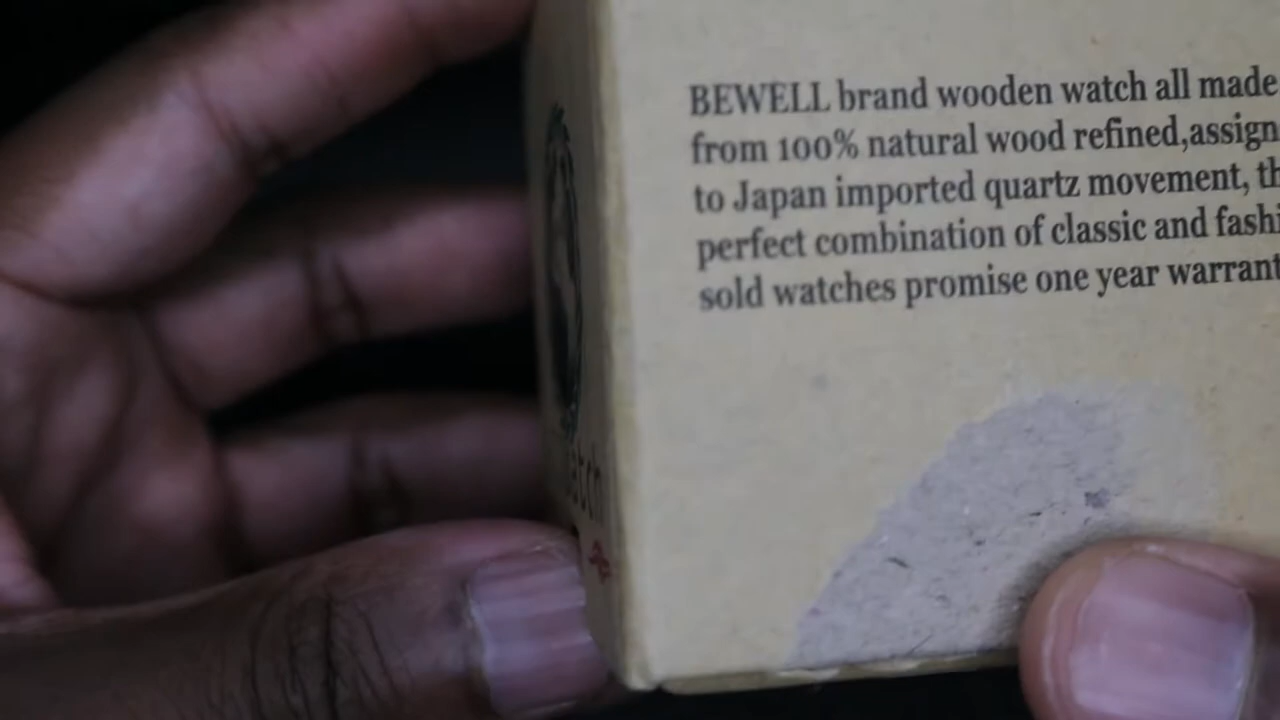 BEWELL brand wooden watch all made
from 100% natural wood refined,assign
to Japan imported quartz movement, th
perfect combination of classic and fashi
sold watches promise one year warrant